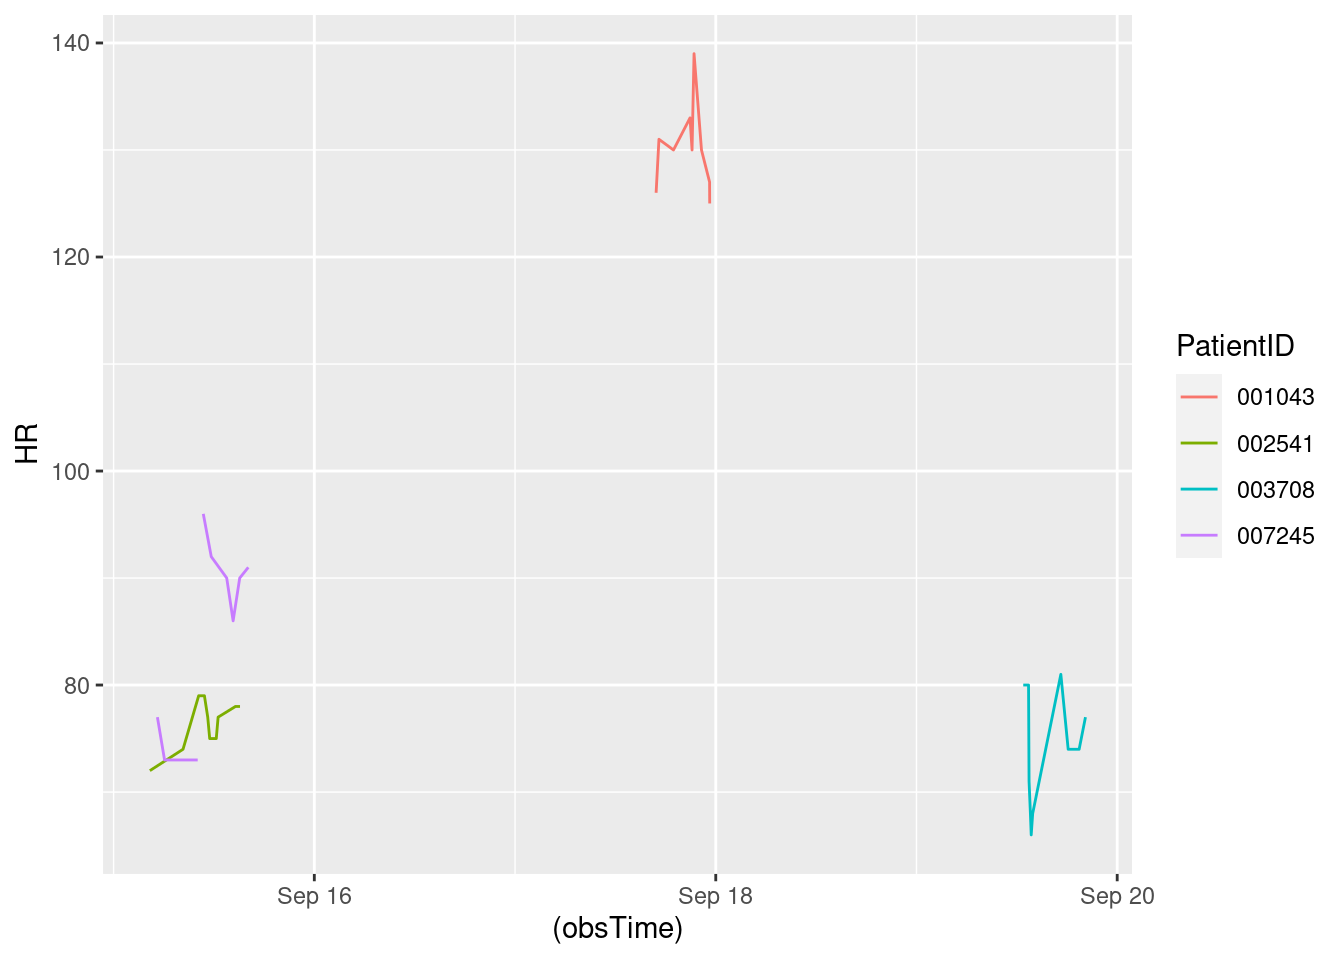 140
120
100
80
HR
Sep 16
Sep 18
Sep 20
(obsTime)
PatientID
001043
002541
003708
007245